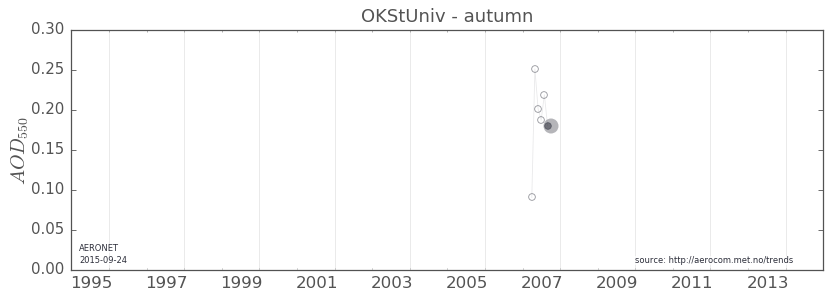 OKStUniv - autumn
0.30
0.25
0.20
0.15
0.10
0.05
0.00
AOD550
AERONET
2015-09-24
source: http://aerocom.met.no/trends
1995 1997 1999 2001 2003 2005 2007 2009 2011 2013